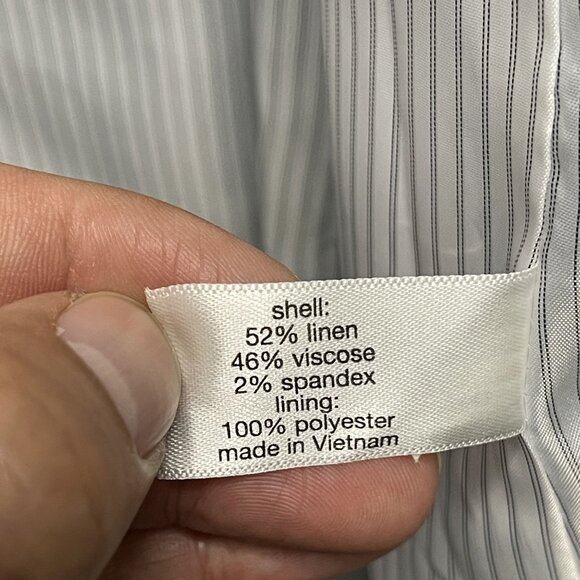 shell:
52% linen
46% viscose
2% spandex
lining:
100% polyester
made in Vietnam